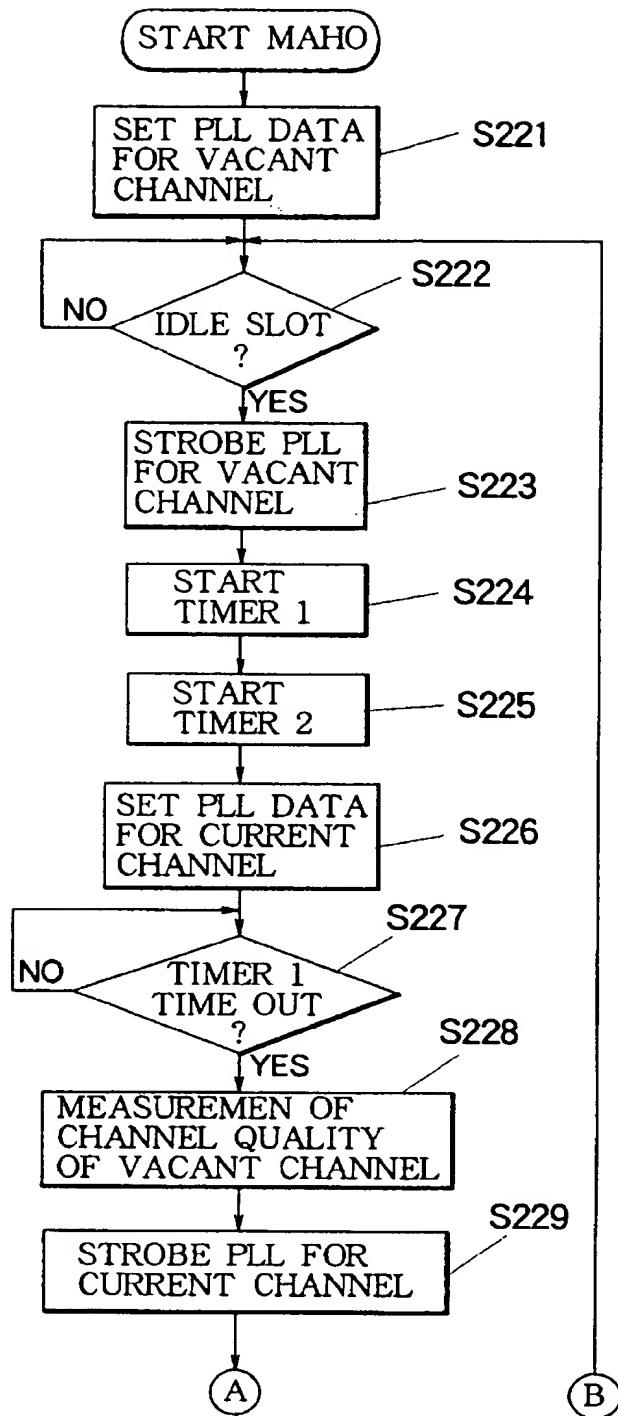 START MAHO
SET PLL DATA
FOR VACANT
CHANNEL
S221
S222
NO
IDLE SLOT
?
YES
STROBE PLL
FOR VACANT
CHANNEL
S223
START
TIMER 1
S224
START
TIMER 2
S225
SET PLL DATA
FOR CURRENT
CHANNEL
S226
S227
NO
TIMER 1
TIME OUT
?
YES
S228
MEASUREMEN OF
CHANNEL QUALITY
OF VACANT CHANNEL
S229
STROBE PLL FOR
CURRENT CHANNEL
A
B